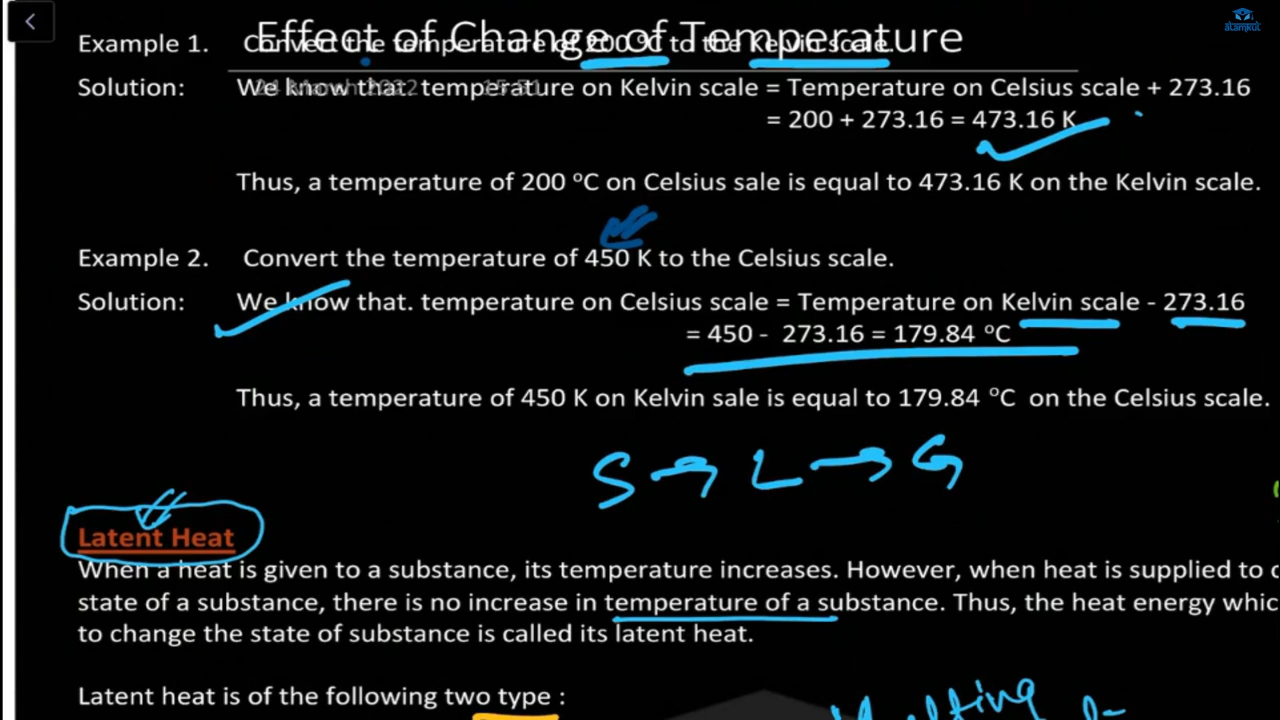 Effect of Change of Temperature
atamkul
Example 1. Convert the temperature of 200 °C to the Kelvin scale.
24 March 2022 15:51
Solution: We know that. temperature on Kelvin scale = Temperature on Celsius scale + 273.16
= 200 + 273.16 = 473.16 K
Thus, a temperature of 200 °C on Celsius sale is equal to 473.16 K on the Kelvin scale.
Example 2. Convert the temperature of 450 K to the Celsius scale.
Solution: We know that. temperature on Celsius scale = Temperature on Kelvin scale - 273.16
= 450 - 273.16 = 179.84 °C
Thus, a temperature of 450 K on Kelvin sale is equal to 179.84 °C on the Celsius scale.
S → L → G
Latent Heat
When a heat is given to a substance, its temperature increases. However, when heat is supplied to
state of a substance, there is no increase in temperature of a substance. Thus, the heat energy whic
to change the state of substance is called its latent heat.
Latent heat is of the following two type :
Melting